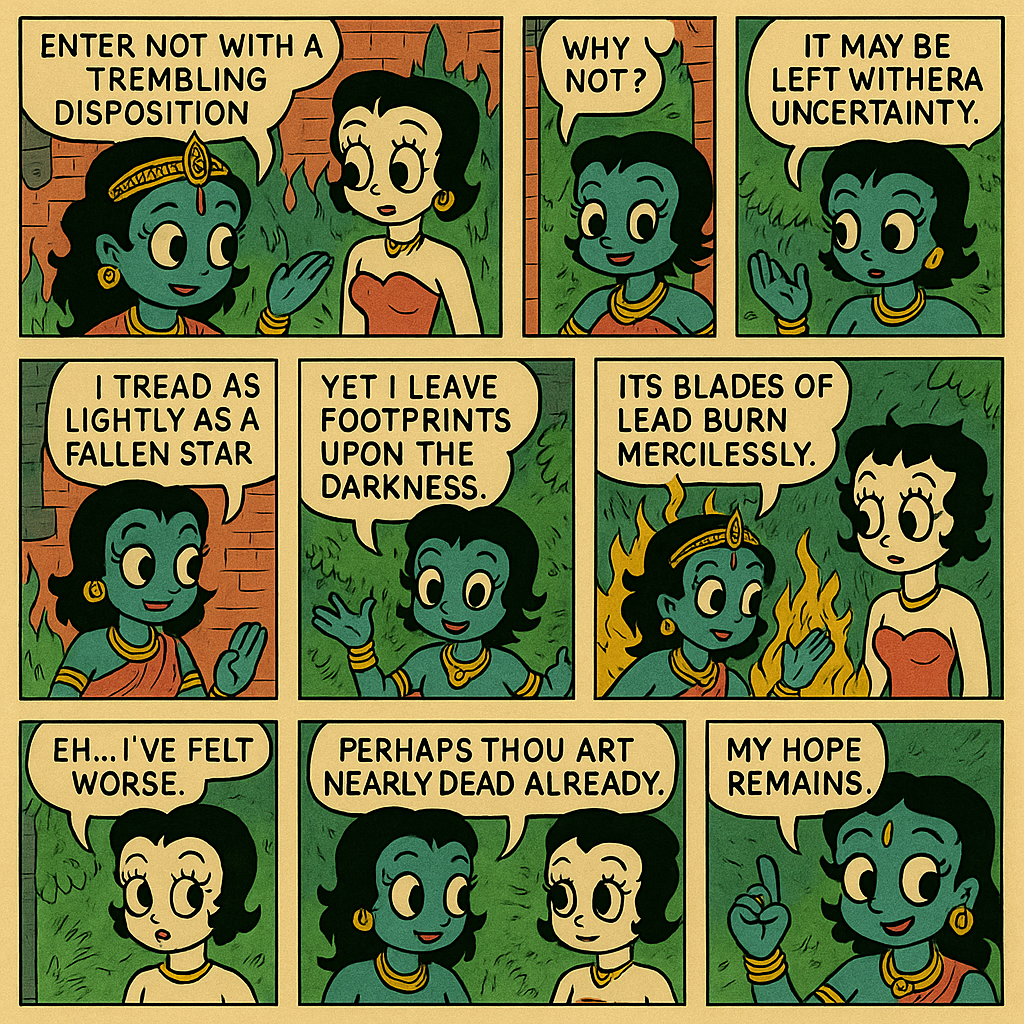 ENTER NOT WITH A
TREMBLING
DISPOSITION
WHY
NOT?
IT MAY BE
LEFT WITHERA
UNCERTAINTY.
I TREAD AS
LIGHTLY AS A
FALLEN STAR
YET I LEAVE
FOOTPRINTS
UPON THE
DARKNESS.
ITS BLADES OF
LEAD BURN
MERCILESSLY.
EH...I'VE FELT
WORSE.
PERHAPS THOU ART
NEARLY DEAD ALREADY.
MY HOPE
REMAINS.